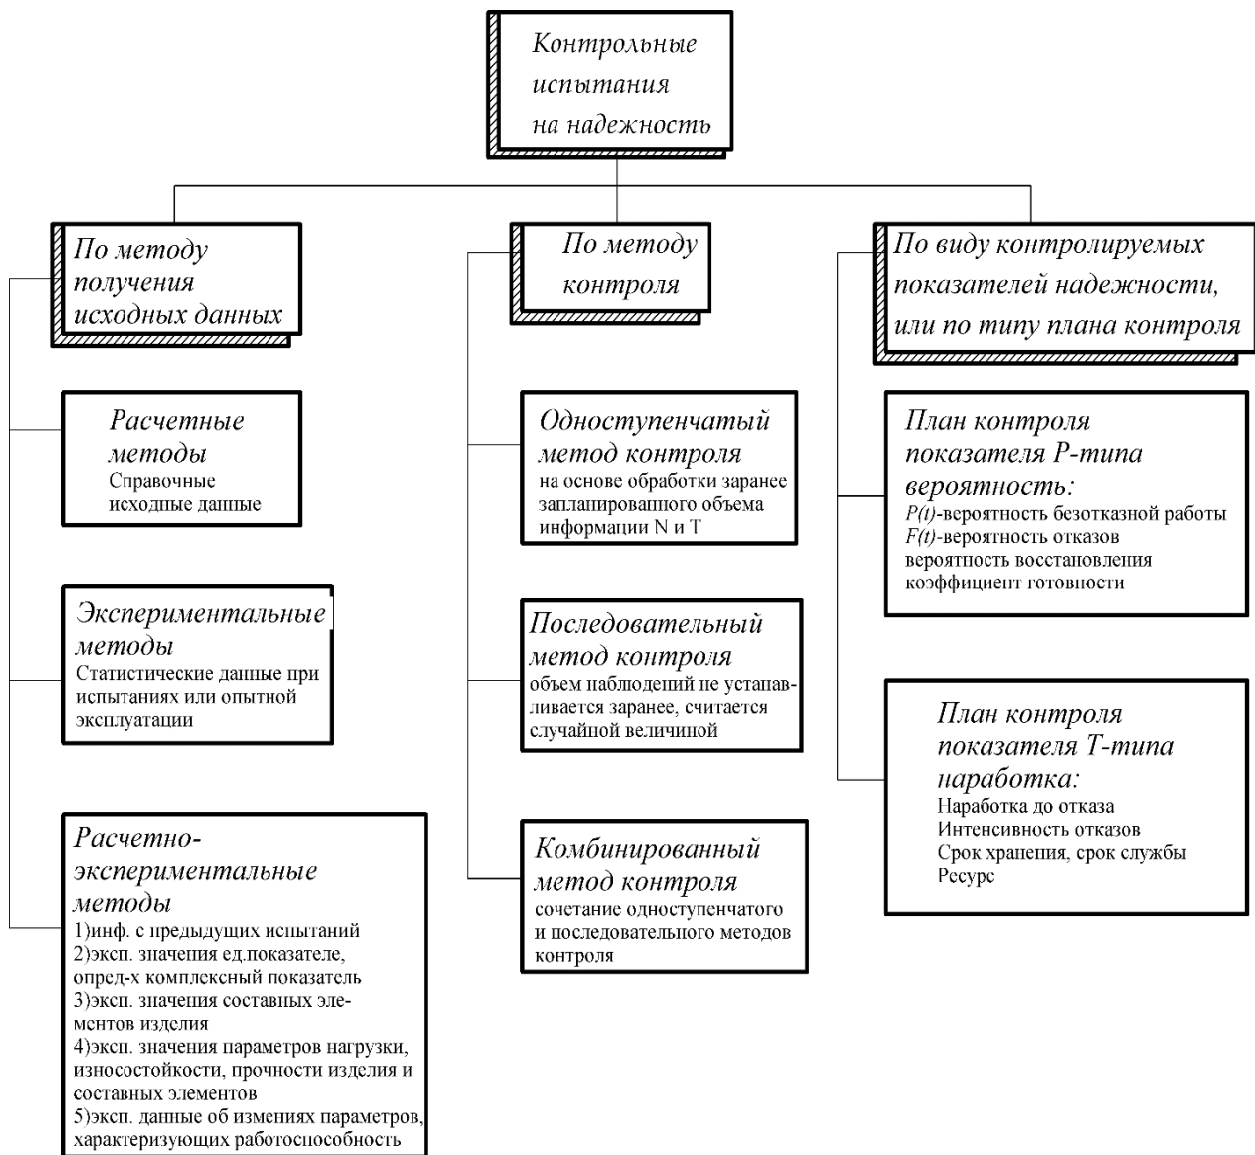 Контрольные
испытания
на надежность
По методу
получения
исходных данных
Расчетные
методы
Справочные
исходные данные
Экспериментальные
методы
Статистические данные при
испытаниях или опытной
эксплуатации
Расчетно-
экспериментальные
методы
1)инф. с предыдущих испытаний
2)эксп. значения ед.показателе,
опред-х комплексный показатель
3)эксп. значения составных эле-
ментов изделия
4)эксп. значения параметров нагрузки,
износостойкости, прочности изделия и
составных элементов
5)эксп. данные об измениях параметров,
характеризующих работоспособность
По методу
контроля
Одноступенчатый
метод контроля
на основе обработки заранее
запланированного объема
информации N и T
Последовательный
метод контроля
объем наблюдений не устанав-
ливается заранее, считается
случайной величиной
Комбинированный
метод контроля
сочетание одноступенчатого
и последовательного методов
контроля
По виду контролируемых
показателей надежности,
или по типу плана контроля
План контроля
показателя Р-типа
вероятность:
P(t)-вероятность безотказной работы
F(t)-вероятность отказов
вероятность восстановления
коэффициент готовности
План контроля
показателя Т-типа
наработка:
Наработка до отказа
Интенсивность отказов
Срок хранения, срок службы
Ресурс